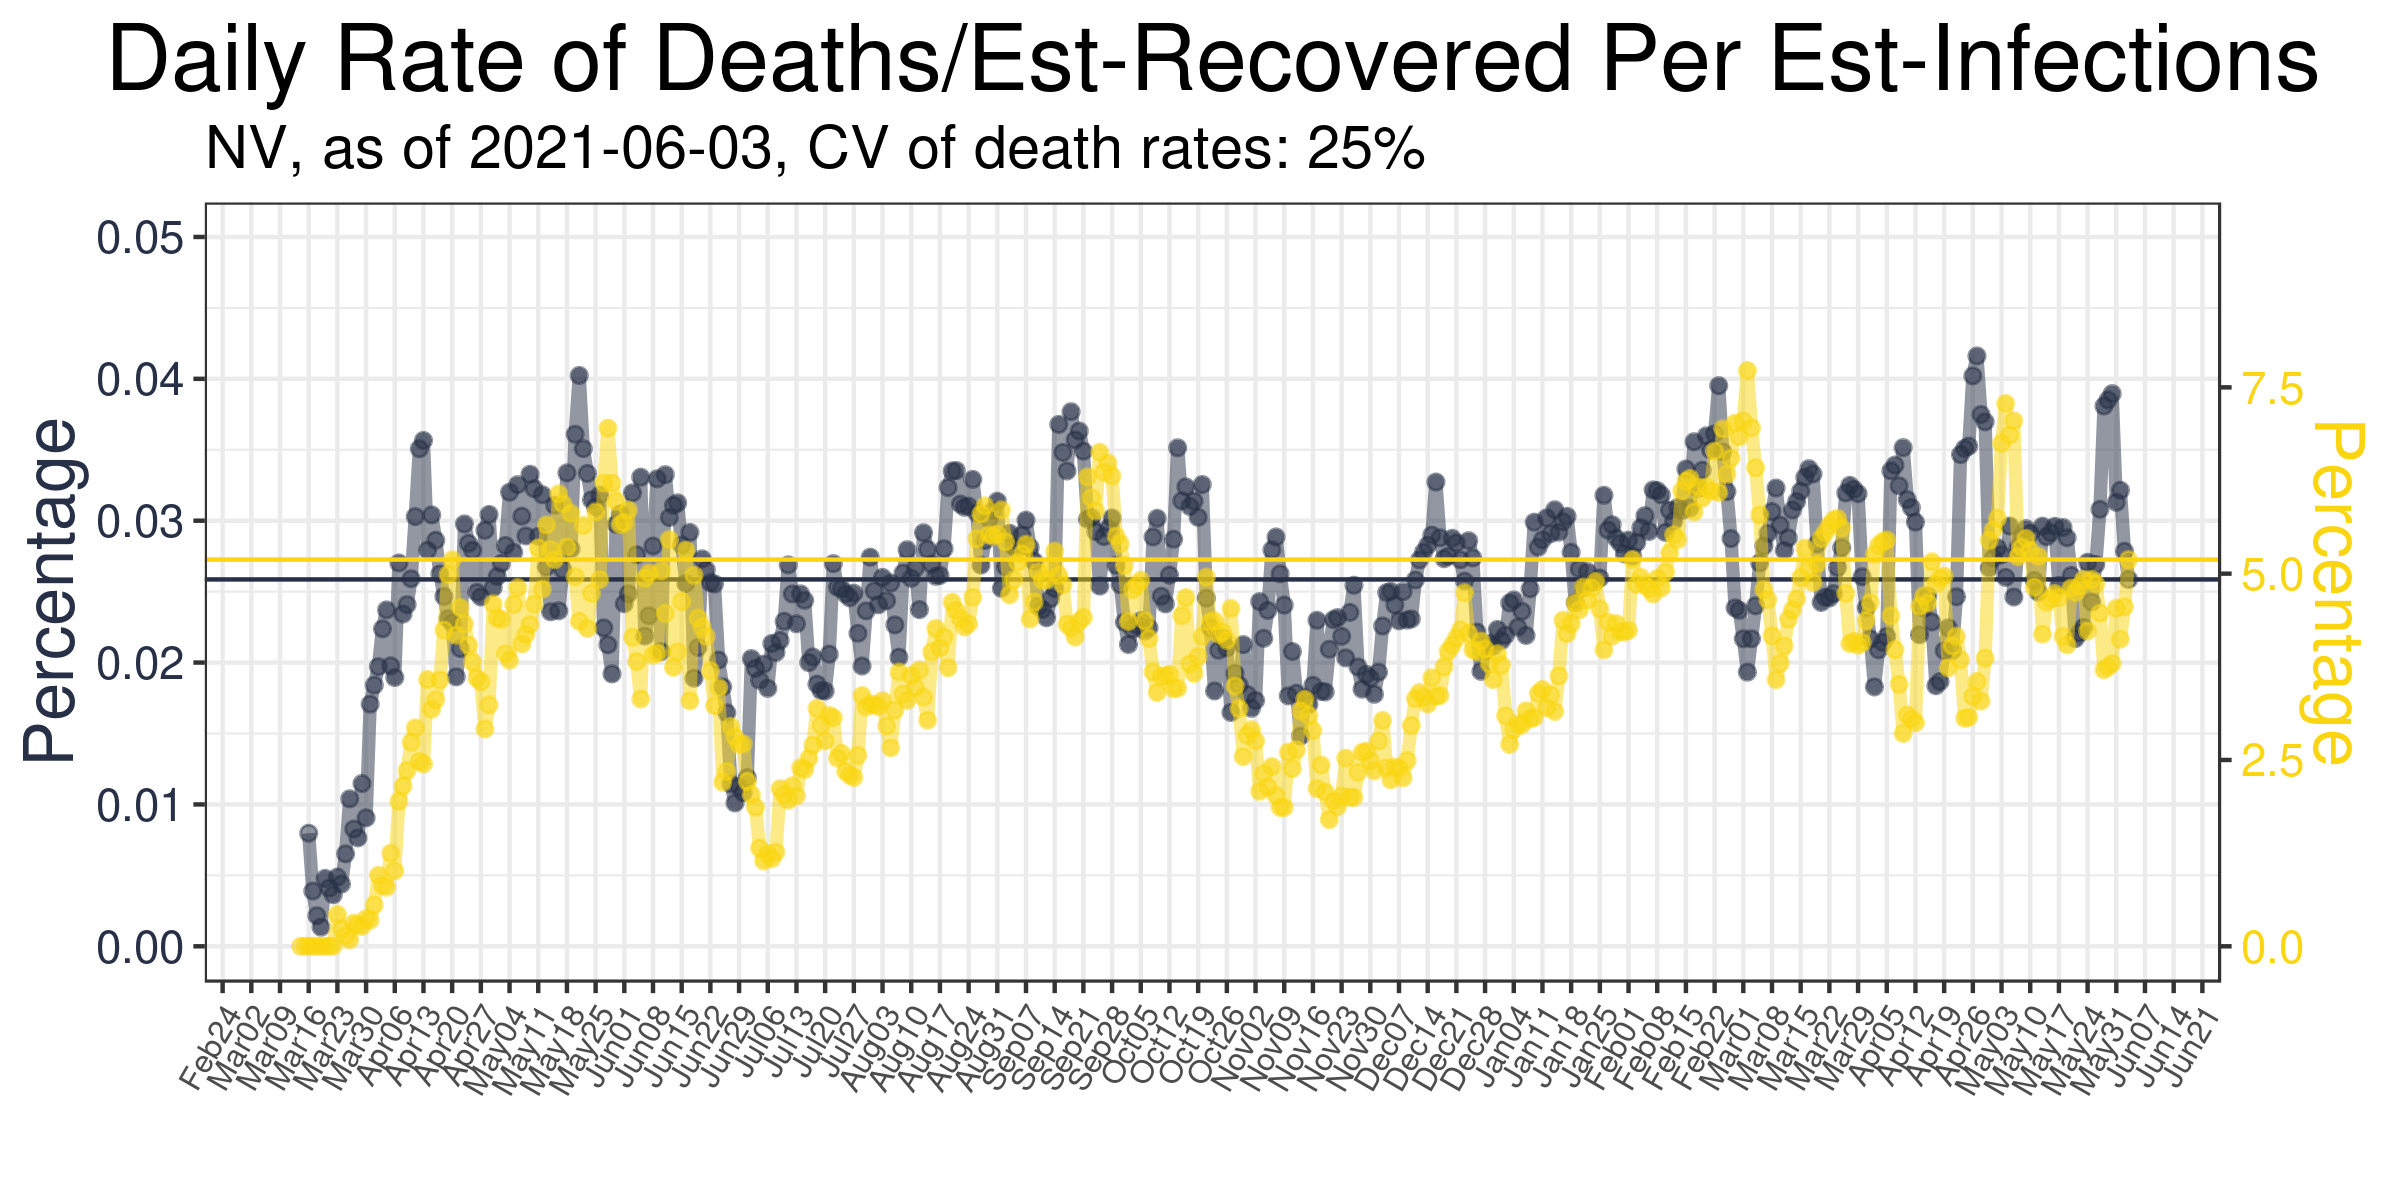 Daily Rate of Deaths/Est-Recovered Per Est-Infections
NV, as of 2021-06-03, CV of death rates: 25%
Percentage
0.05
0.04
0.03
0.02
0.01
0.00
7.5
5.0
2.5
0.0
Percentage
Feb24 Mar02 Mar09 Mar16 Mar23 Mar30 Apr06 Apr13 Apr20 Apr27 May04 May11 May18 May25 Jun01 Jun08 Jun15 Jun22 Jun29 Jul06 Jul13 Jul20 Jul27 Aug03 Aug10 Aug17 Aug24 Aug31 Sep07 Sep14 Sep21 Sep28 Oct05 Oct12 Oct19 Oct26 Nov02 Nov09 Nov16 Nov23 Nov30 Dec07 Dec14 Dec21 Dec28 Jan04 Jan11 Jan18 Jan25 Feb01 Feb08 Feb15 Feb22 Mar01 Mar08 Mar15 Mar22 Mar29 Apr05 Apr12 Apr19 Apr26 May03 May10 May17 May24 May31 Jun07 Jun14 Jun21